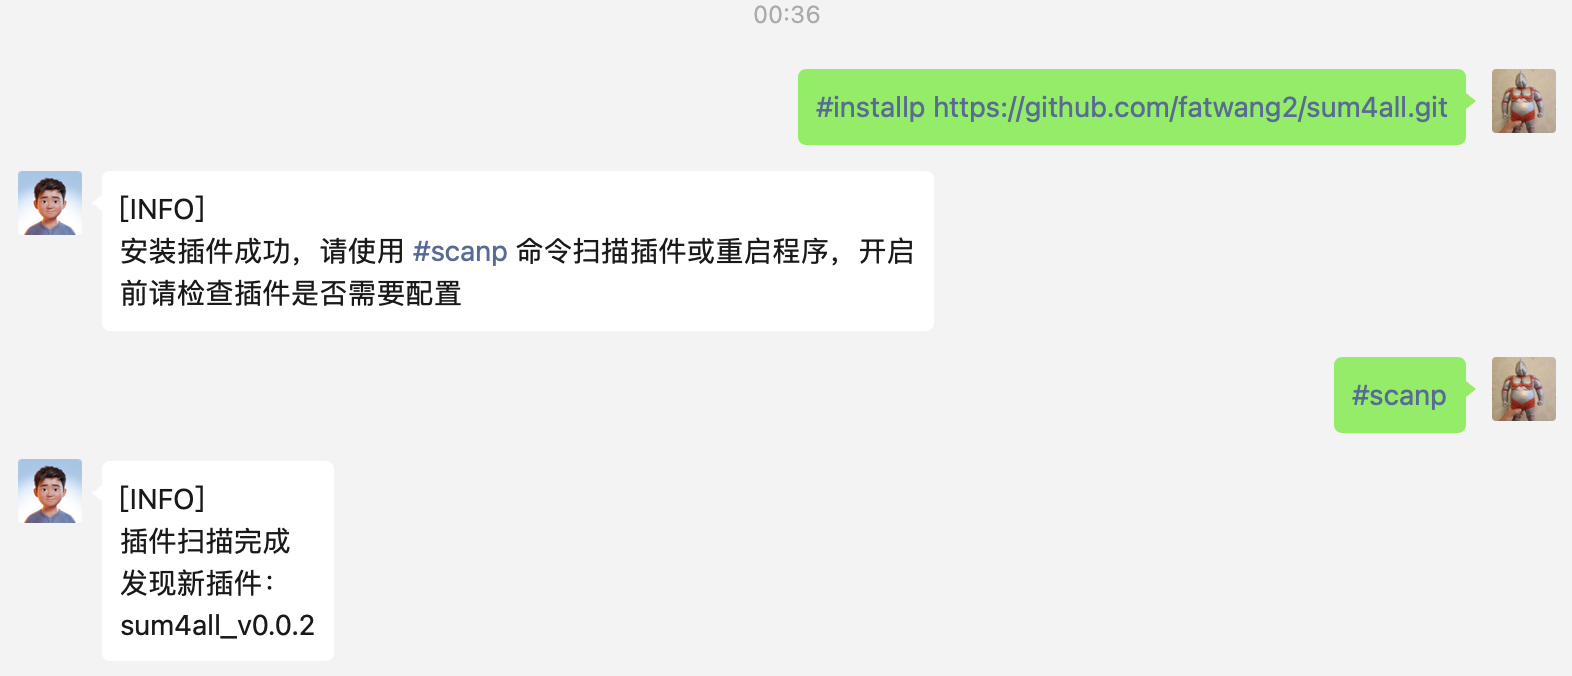 00:36
#installp https://github.com/fatwang2/sum4all.git
[INFO]
安装插件成功，请使用 #scanp 命令扫描插件或重启程序，开启
前请检查插件是否需要配置
#scanp
[INFO]
插件扫描完成
发现新插件：
sum4all_v0.0.2